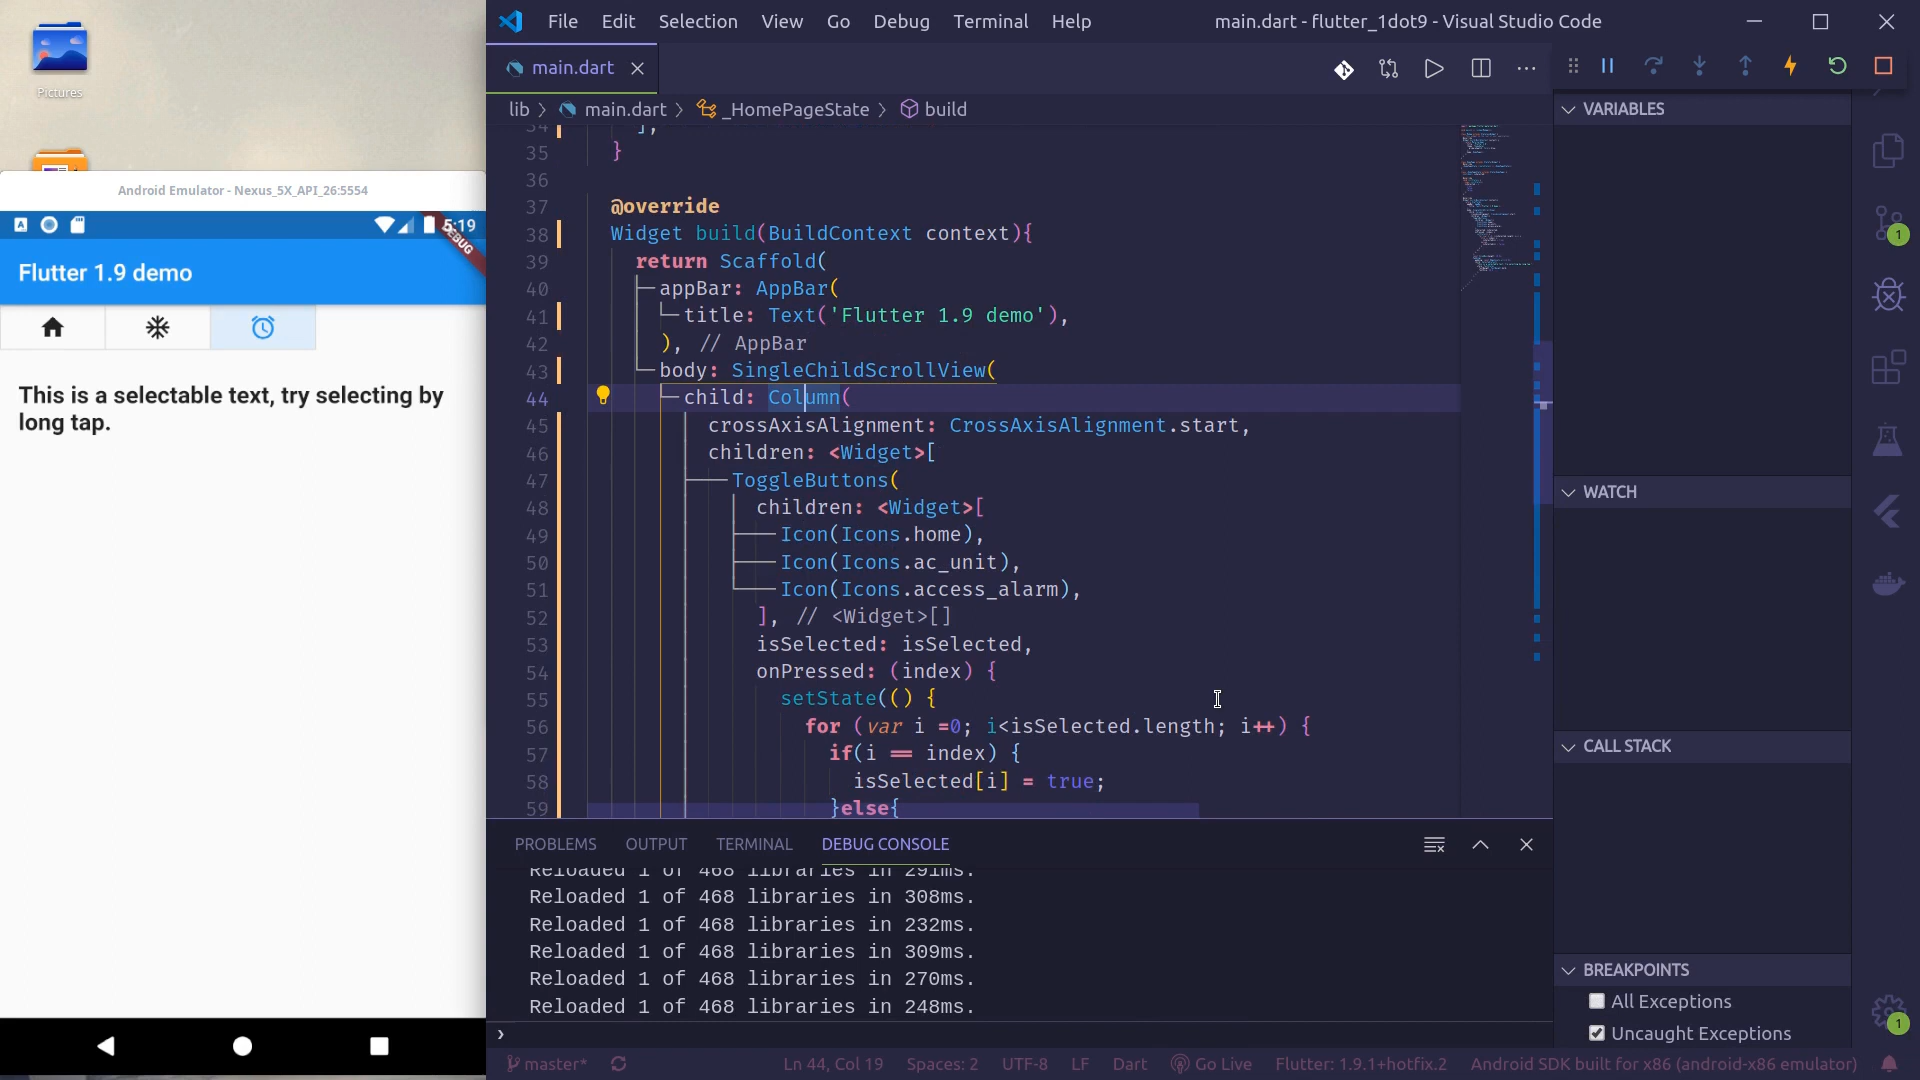 Pictures
Android Emulator - Nexus_5X_API_26:5554
A
5:19
DEBUG
Flutter 1.9 demo
This is a selectable text, try selecting by
long tap.
File Edit Selection View Go Debug Terminal Help
main.dart - flutter_1dot9 - Visual Studio Code
main.dart
lib > main.dart > _HomePageState > build
34 ];
35 }
36
37 @override
38 Widget build(BuildContext context){
39 return Scaffold(
40 appBar: AppBar(
41 title: Text('Flutter 1.9 demo'),
42 ), // AppBar
43 body: SingleChildScrollView(
44 child: Column(
45 crossAxisAlignment: CrossAxisAlignment.start,
46 children: <Widget>[
47 ToggleButtons(
48 children: <Widget>[
49 Icon(Icons.home),
50 Icon(Icons.ac_unit),
51 Icon(Icons.access_alarm),
52 ], // <Widget>[]
53 isSelected: isSelected,
54 onPressed: (index) {
55 setState(() {
56 for (var i =0; i<isSelected.length; i++) {
57 if(i == index) {
58 isSelected[i] = true;
59 }else{
PROBLEMS OUTPUT TERMINAL DEBUG CONSOLE
Reloaded 1 of 468 libraries in 291ms.
Reloaded 1 of 468 libraries in 308ms.
Reloaded 1 of 468 libraries in 232ms.
Reloaded 1 of 468 libraries in 309ms.
Reloaded 1 of 468 libraries in 270ms.
Reloaded 1 of 468 libraries in 248ms.
VARIABLES
WATCH
CALL STACK
BREAKPOINTS
All Exceptions
Uncaught Exceptions
1
1
master* Ln 44, Col 19 Spaces: 2 UTF-8 LF Dart Go Live Flutter: 1.9.1+hotfix.2 Android SDK built for x86 (android-x86 emulator)